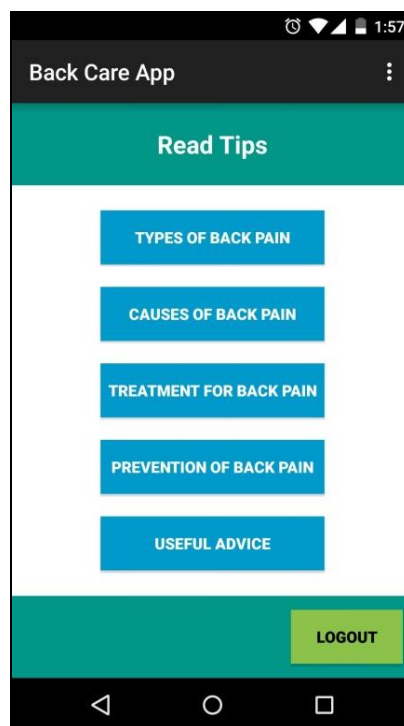 1:57
Back Care App
Read Tips
TYPES OF BACK PAIN
CAUSES OF BACK PAIN
TREATMENT FOR BACK PAIN
PREVENTION OF BACK PAIN
USEFUL ADVICE
LOGOUT